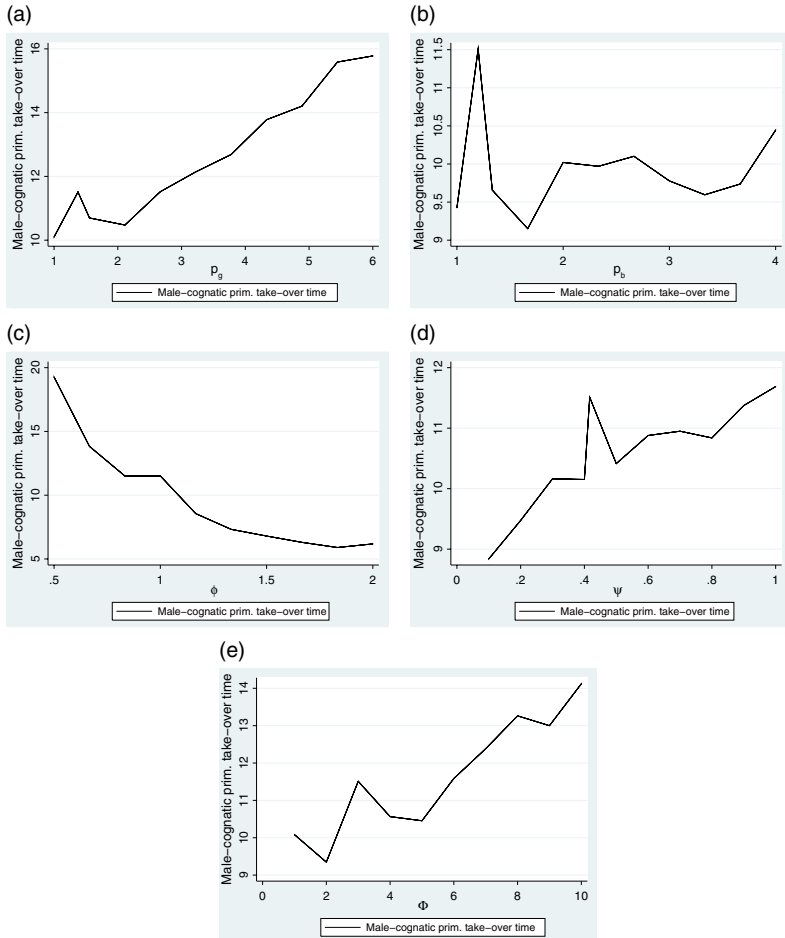 (a)
Male−cognatic prim. take−over time
16
14
12
10
1 2 3 4 5 6
p_g
Male−cognatic prim. take−over time
(b)
Male−cognatic prim. take−over time
11.5
11
10.5
10
9.5
9
1 2 3 4
p_b
Male−cognatic prim. take−over time
(c)
Male−cognatic prim. take−over time
20
15
10
5
.5 1 1.5 2
ϕ
Male−cognatic prim. take−over time
(d)
Male−cognatic prim. take−over time
12
11
10
9
0 .2 .4 .6 .8 1
ψ
Male−cognatic prim. take−over time
(e)
Male−cognatic prim. take−over time
14
13
12
11
10
9
0 2 4 6 8 10
Φ
Male−cognatic prim. take−over time